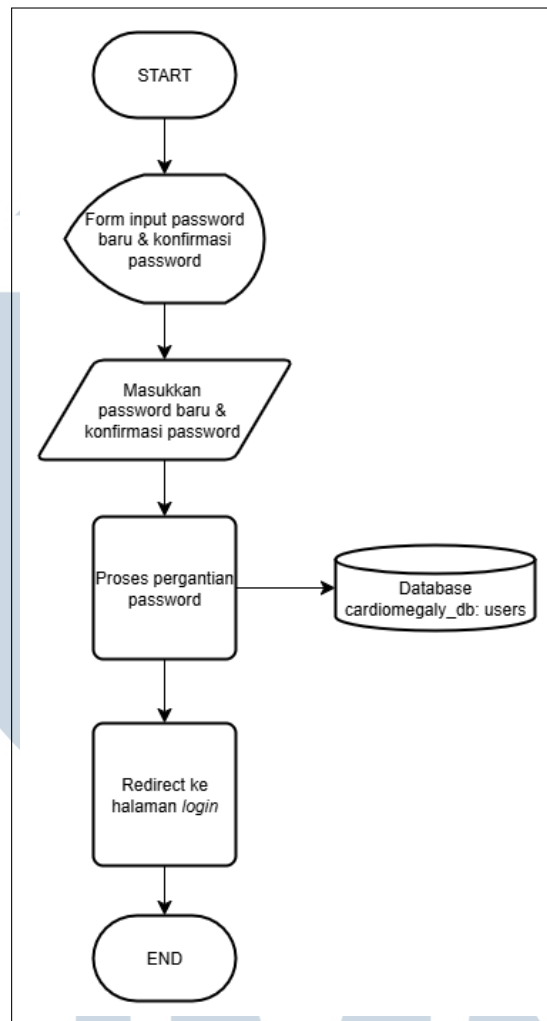 START
Form input password
baru & konfirmasi
password
Masukkan
password baru &
konfirmasi password
Proses pergantian
password
Database
cardiomegaly_db: users
Redirect ke
halaman login
END